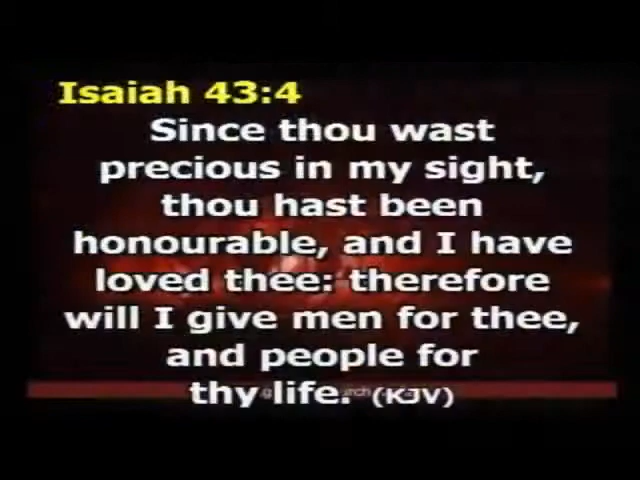 Isaiah 43:4
Since thou wast
precious in my sight,
thou hast been
honourable, and I have
loved thee: therefore
will I give men for thee,
and people for
thy life. (KJV)